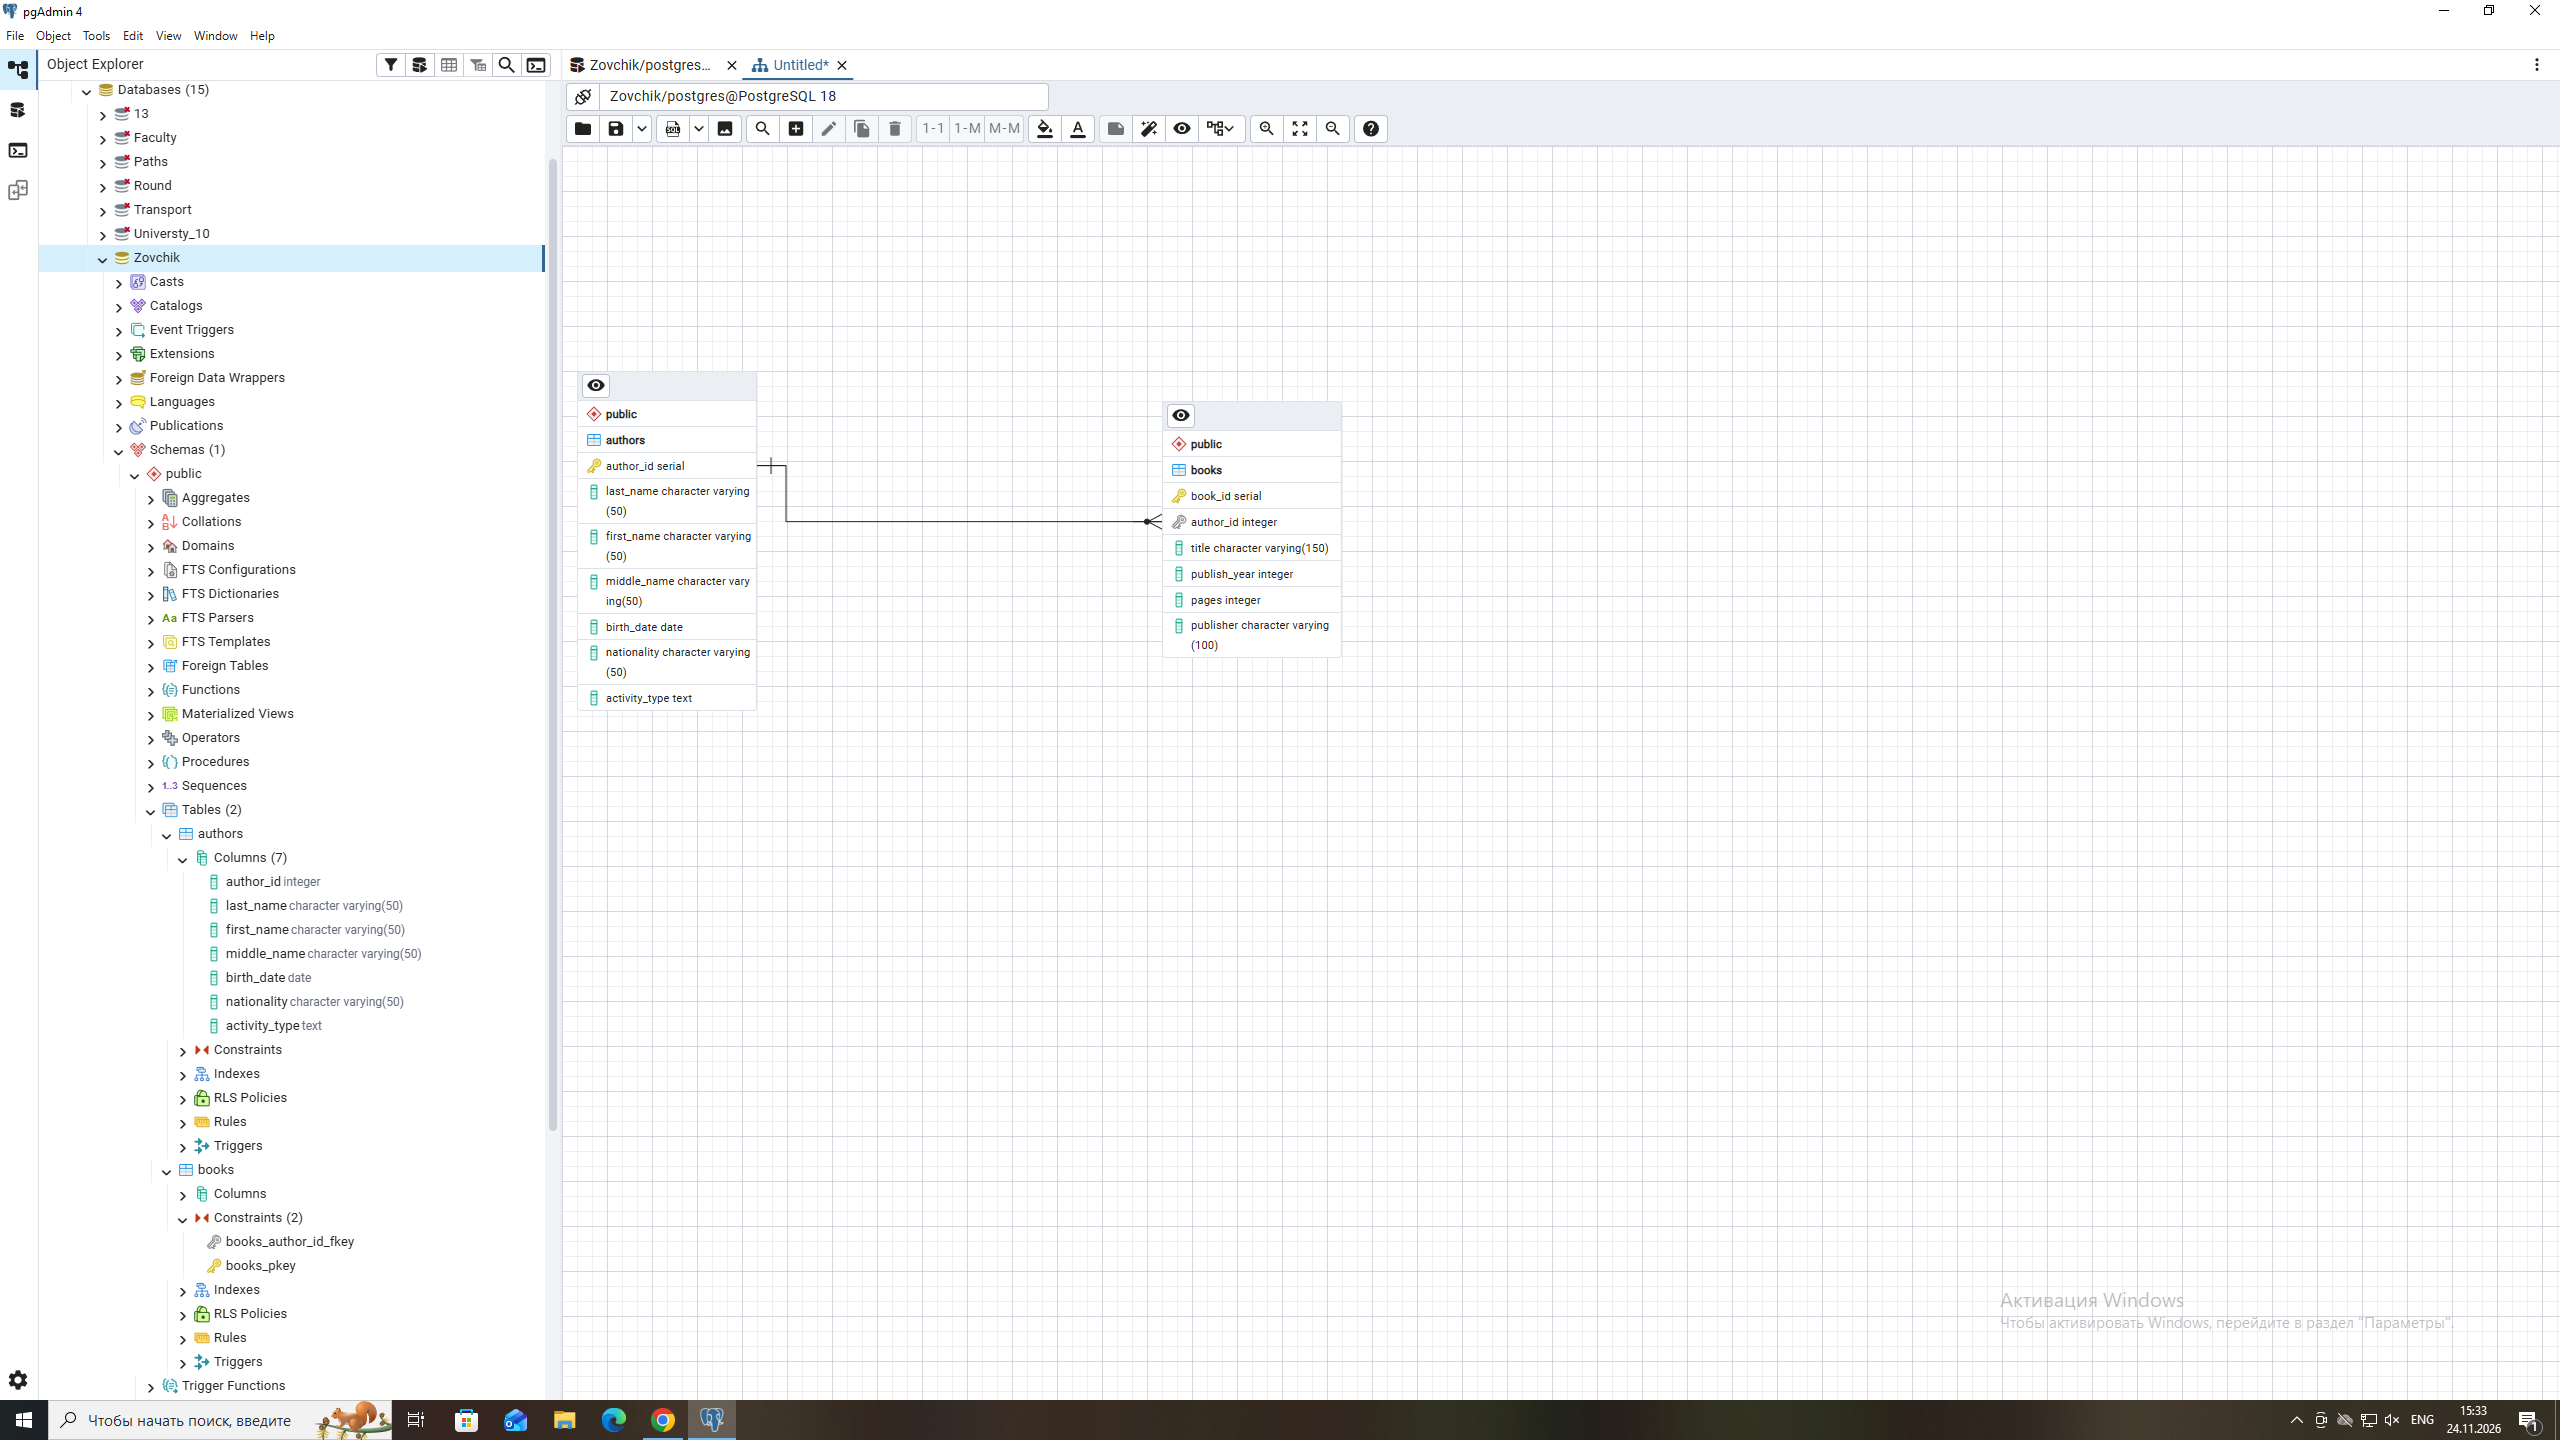 pgAdmin 4
File Object Tools Edit View Window Help
Object Explorer
Zovchik/postgres...
Untitled*
Zovchik/postgres@PostgreSQL 18
SQL
1-1 1-M M-M
A
Databases (15)
13
Faculty
Paths
Round
Transport
Universty_10
Zovchik
Casts
Catalogs
Event Triggers
Extensions
Foreign Data Wrappers
Languages
Publications
Schemas (1)
public
Aggregates
Collations
Domains
FTS Configurations
FTS Dictionaries
Aa FTS Parsers
FTS Templates
Foreign Tables
Functions
Materialized Views
Operators
Procedures
1..3 Sequences
Tables (2)
authors
Columns (7)
author_id integer
last_name character varying(50)
first_name character varying(50)
middle_name character varying(50)
birth_date date
nationality character varying(50)
activity_type text
Constraints
Indexes
RLS Policies
Rules
Triggers
books
Columns
Constraints (2)
books_author_id_fkey
books_pkey
Indexes
RLS Policies
Rules
Triggers
Trigger Functions
public
authors
author_id serial
last_name character varying
(50)
first_name character varying
(50)
middle_name character vary
ing(50)
birth_date date
nationality character varying
(50)
activity_type text
public
books
book_id serial
author_id integer
title character varying(150)
publish_year integer
pages integer
publisher character varying
(100)
Активация Windows
Чтобы активировать Windows, перейдите в раздел "Параметры".
Чтобы начать поиск, введите
ENG
15:33
24.11.2026
1